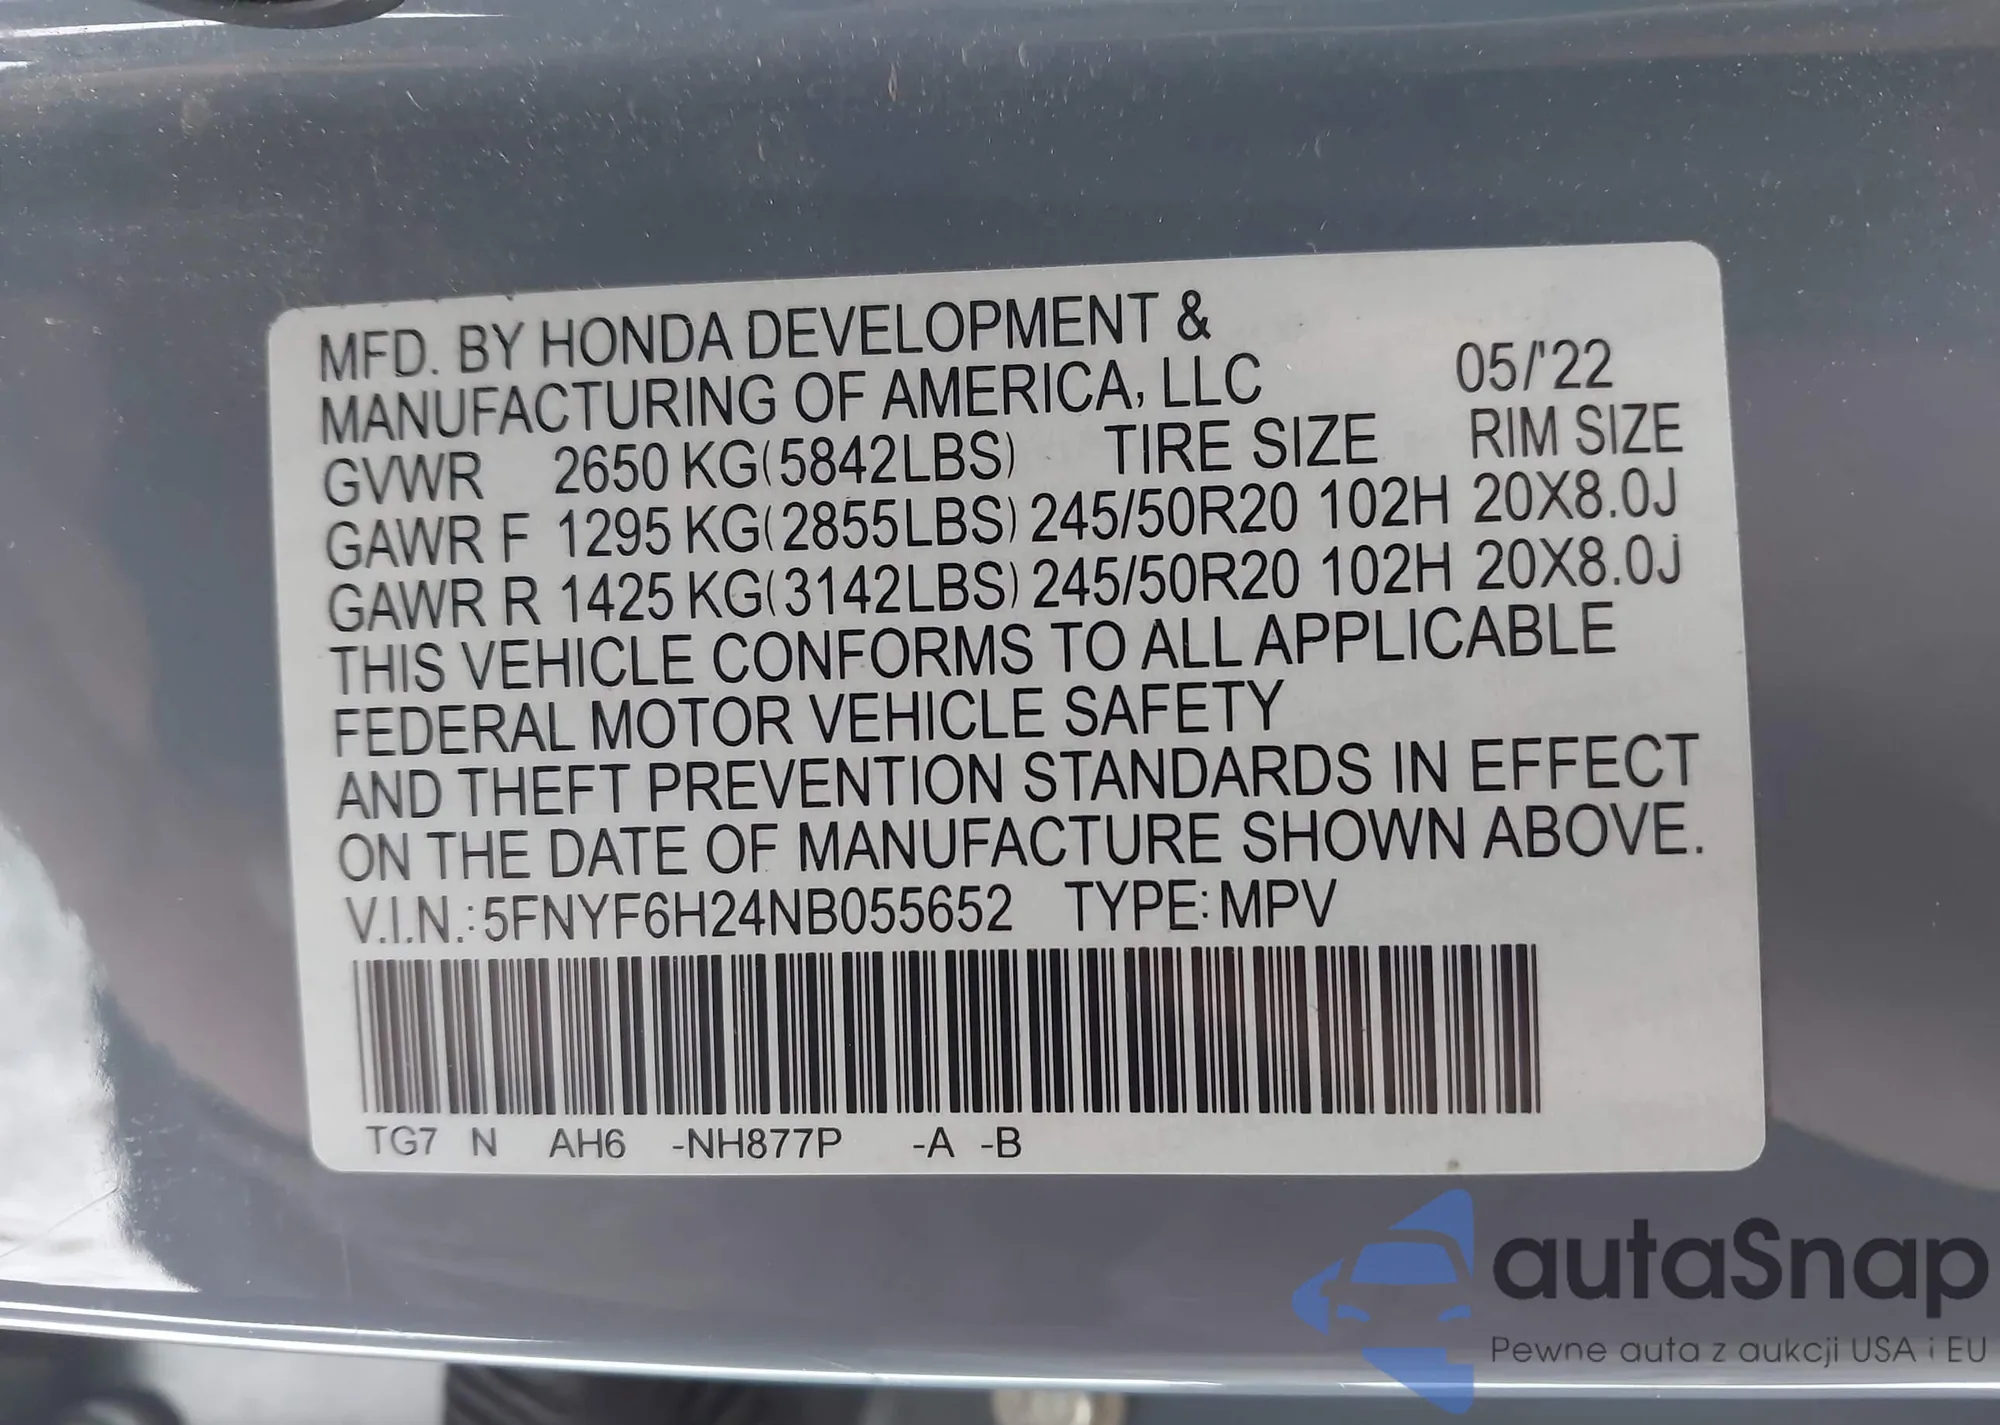 MFD. BY HONDA DEVELOPMENT &
MANUFACTURING OF AMERICA, LLC 05/'22
GVWR 2650 KG(5842LBS) TIRE SIZE RIM SIZE
GAWR F 1295 KG(2855LBS) 245/50R20 102H 20X8.0J
GAWR R 1425 KG(3142LBS) 245/50R20 102H 20X8.0J
THIS VEHICLE CONFORMS TO ALL APPLICABLE
FEDERAL MOTOR VEHICLE SAFETY
AND THEFT PREVENTION STANDARDS IN EFFECT
ON THE DATE OF MANUFACTURE SHOWN ABOVE.
V.I.N.:5FNYF6H24NB055652 TYPE:MPV
TG7 N AH6 -NH877P -A -B
autaSnap
Pewne auta z aukcji USA i EU